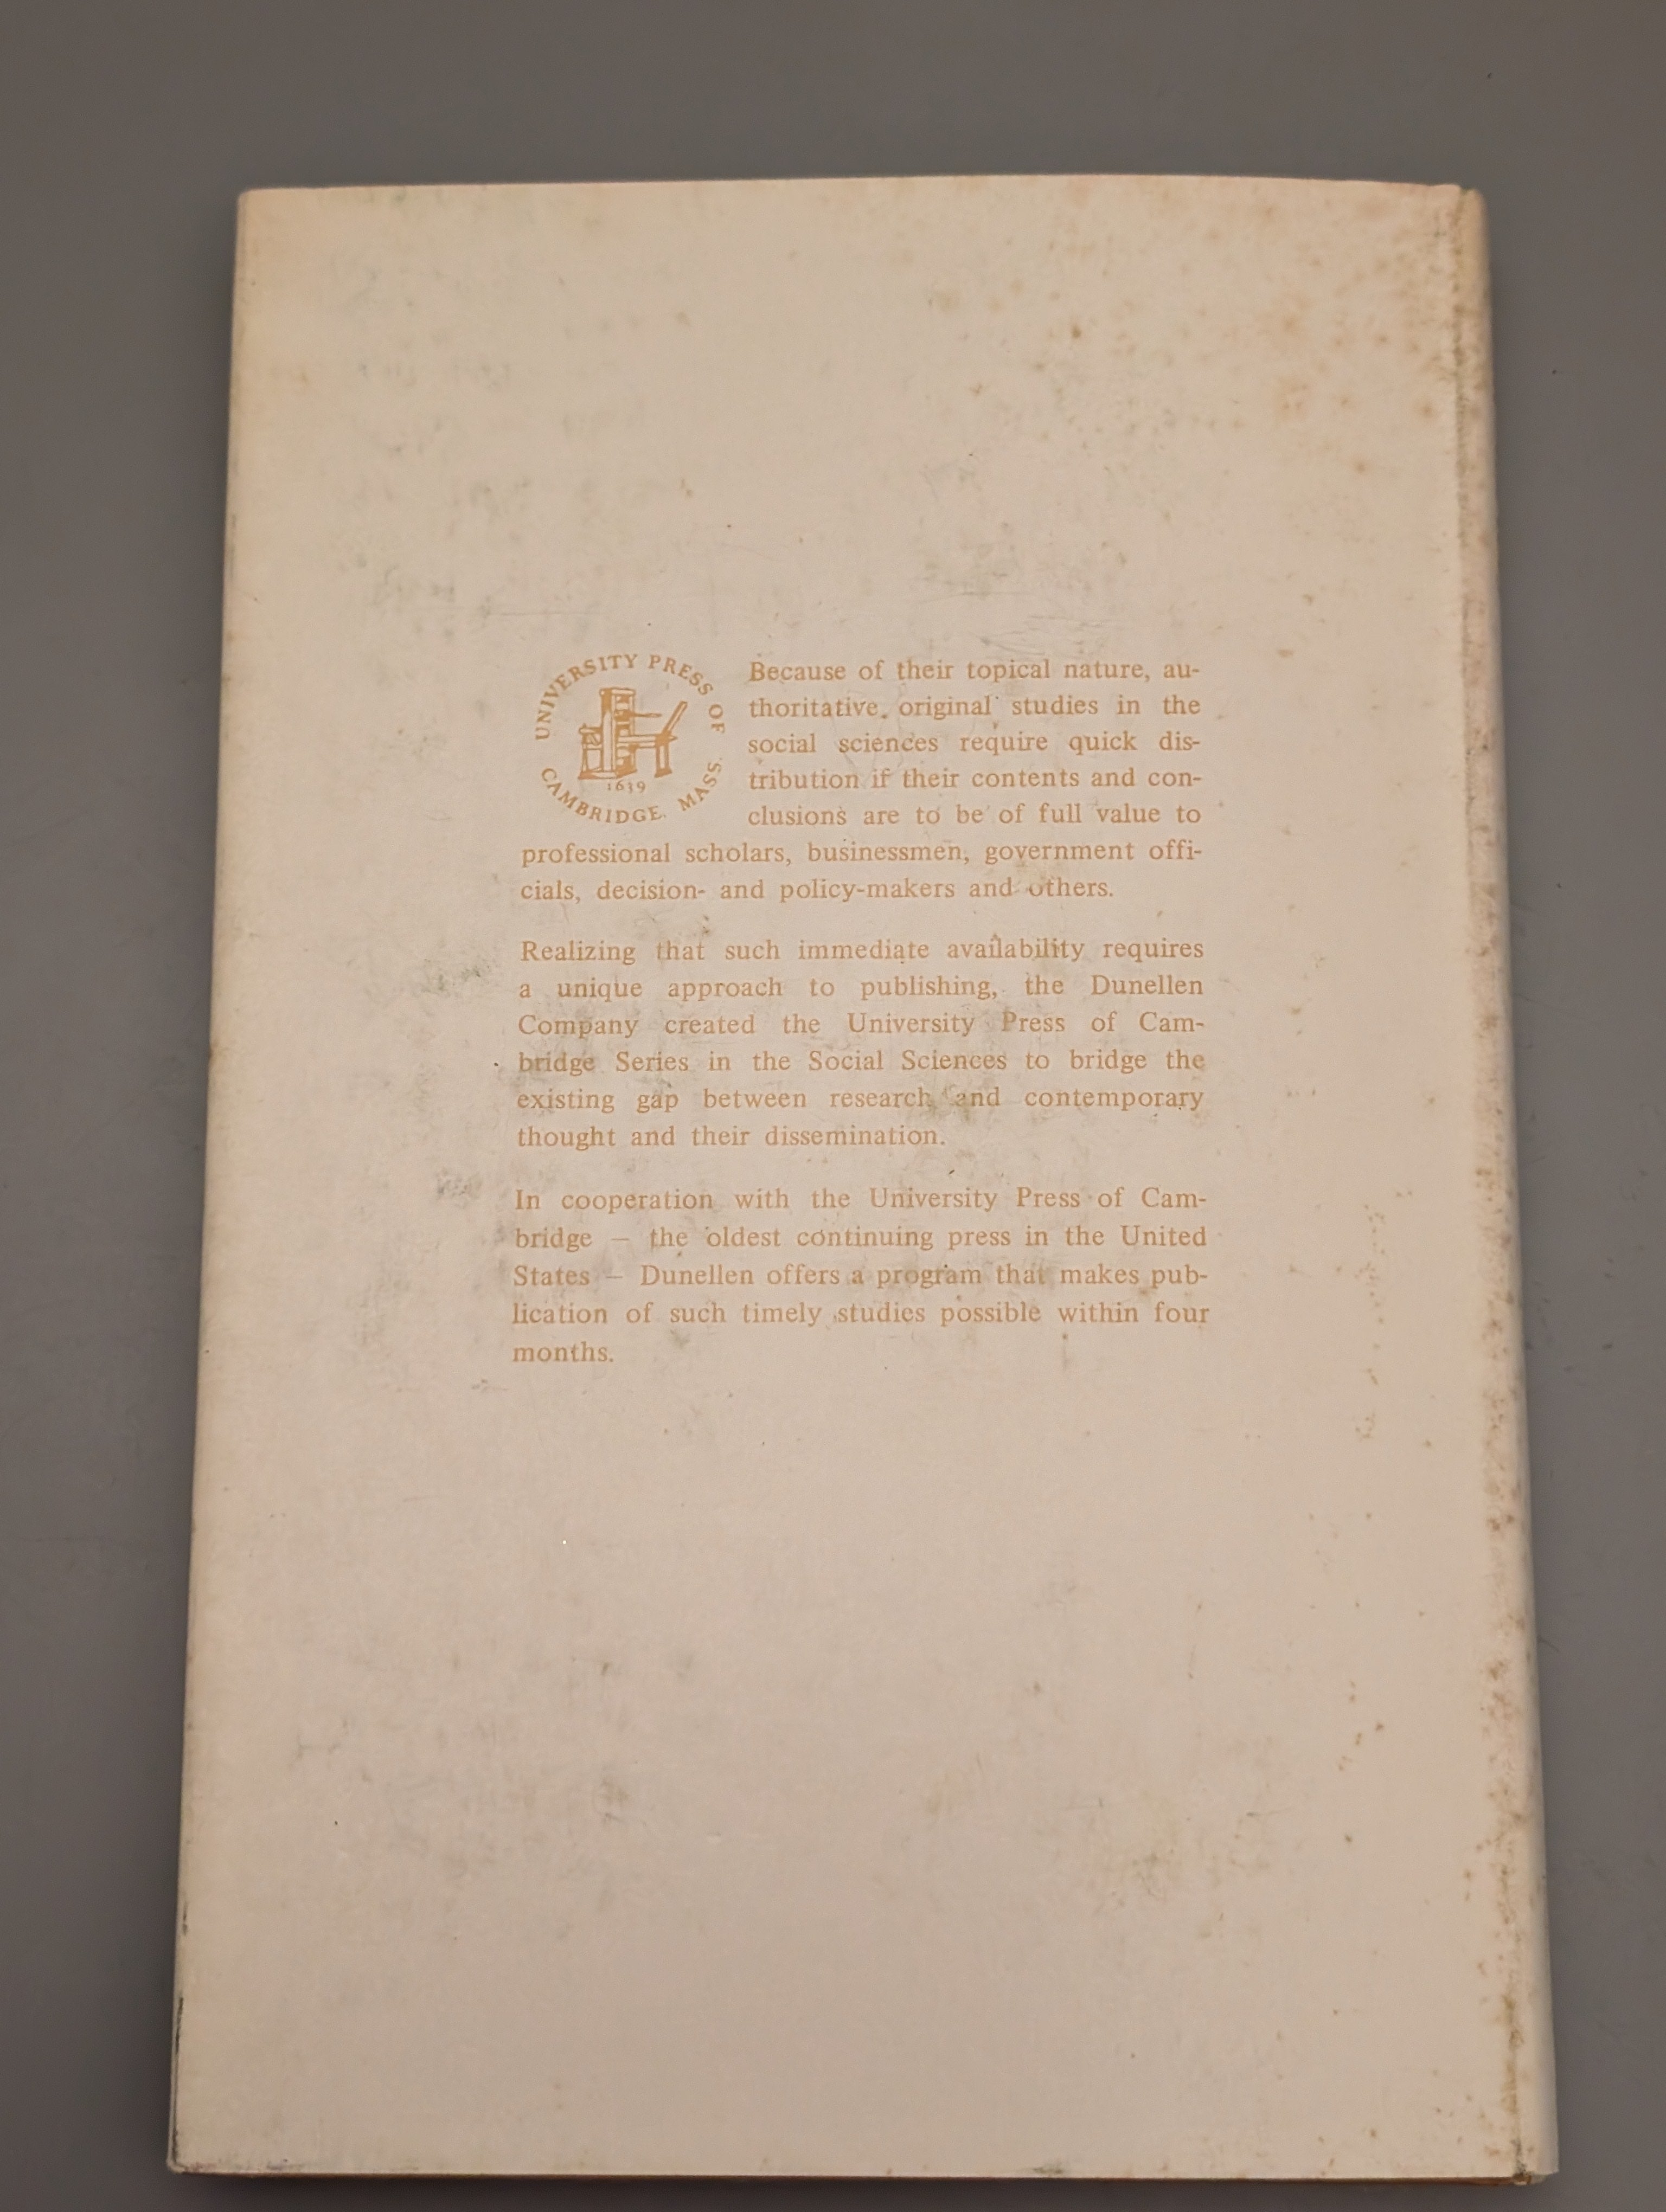 UNIVERSITY PRESS OF
CAMBRIDGE. MASS.
1639
Because of their topical nature, au-
thoritative, original studies in the
social sciences require quick dis-
tribution if their contents and con-
clusions are to be of full value to
professional scholars, businessmen, government offi-
cials, decision- and policy-makers and others.
Realizing that such immediate availability requires
a unique approach to publishing, the Dunellen
Company created the University Press of Cam-
bridge Series in the Social Sciences to bridge the
existing gap between research and contemporary
thought and their dissemination.
In cooperation with the University Press of Cam-
bridge — the oldest continuing press in the United
States — Dunellen offers a program that makes pub-
lication of such timely studies possible within four
months.